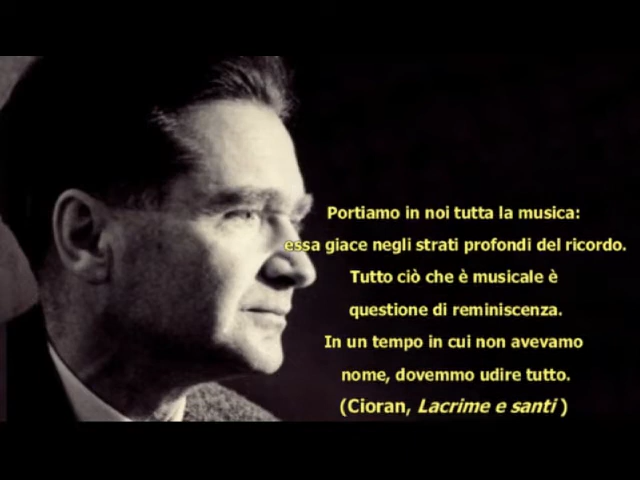 Portiamo in noi tutta la musica:
essa giace negli strati profondi del ricordo.
Tutto ciò che è musicale è
questione di reminiscenza.
In un tempo in cui non avevamo
nome, dovemmo udire tutto.
(Cioran, Lacrime e santi )